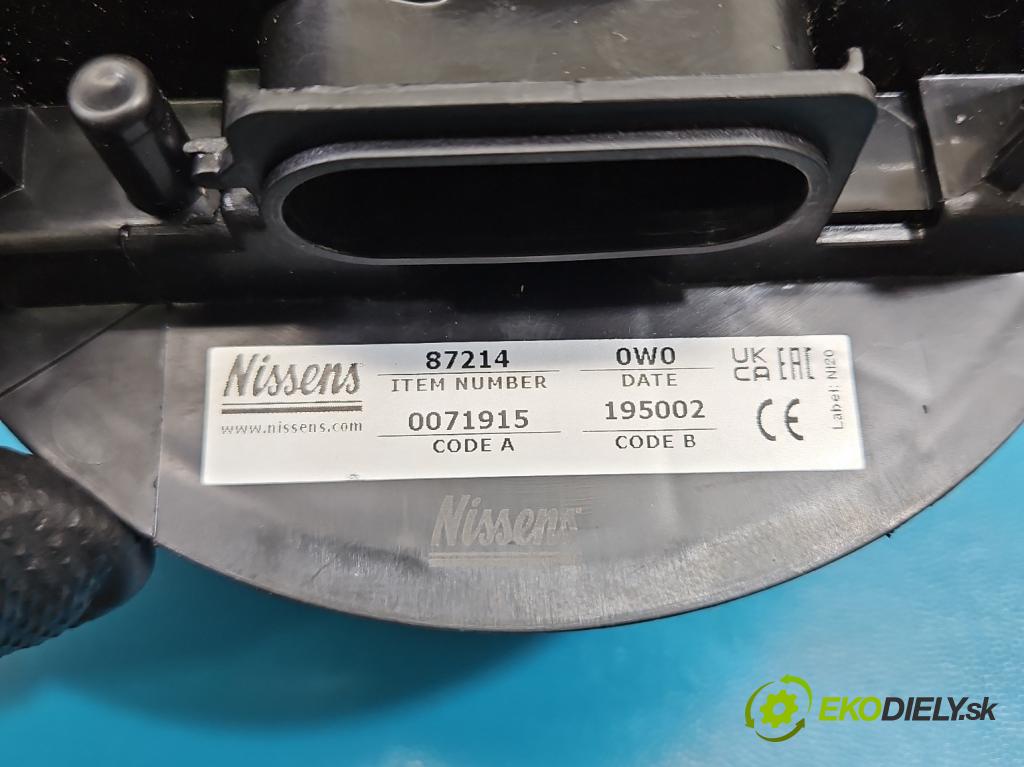 Nissens
www.nissens.com
87214
ITEM NUMBER
0071915
CODE A
0W0
DATE
195002
CODE B
UK
CA
EAC
CE
Label: NI20
Nissens
EKODIELY.sk